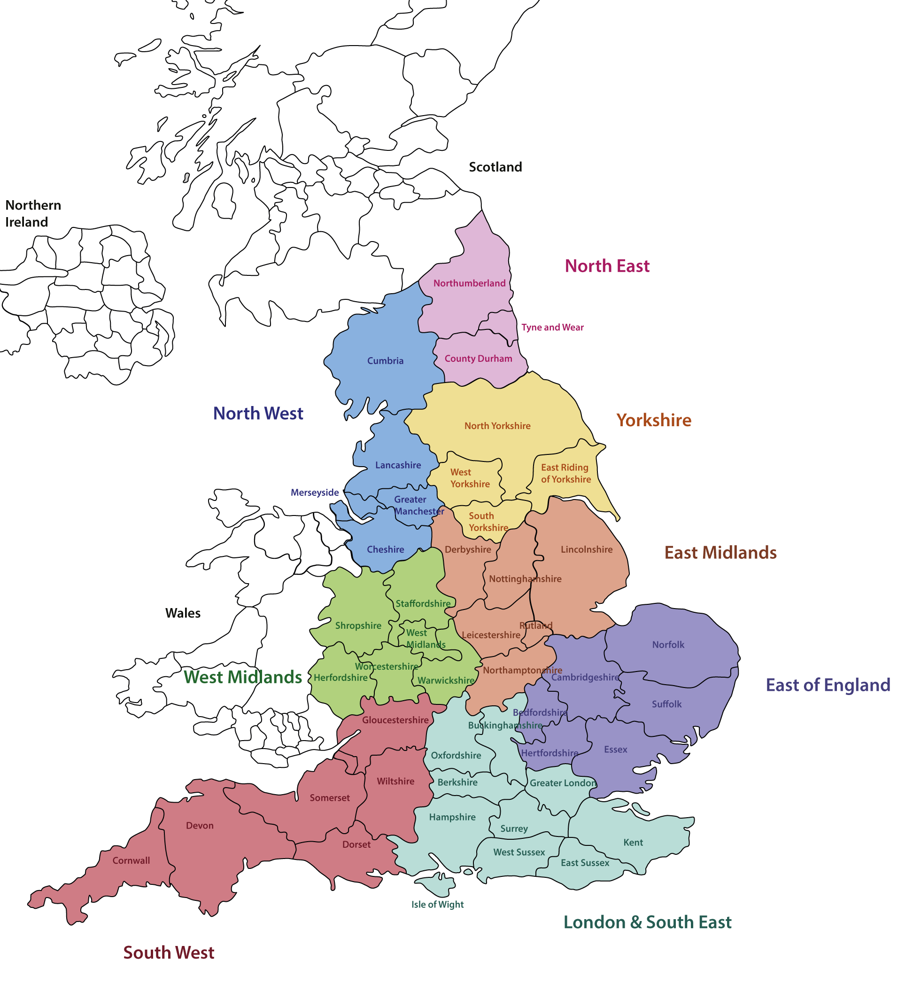 Scotland
Northern
Ireland
North East
Northumberland
Tyne and Wear
County Durham
Cumbria
North West
Yorkshire
North Yorkshire
Lancashire
West
Yorkshire
East Riding
of Yorkshire
Merseyside
Greater
Manchester
South
Yorkshire
Cheshire
Derbyshire
Lincolnshire
East Midlands
Nottinghamshire
Wales
Staffordshire
Shropshire
Rutland
Leicestershire
West
Midlands
Norfolk
Worcestershire
Northamptonshire
West Midlands
Herfordshire
Warwickshire
Cambridgeshire
East of England
Suffolk
Bedfordshire
Gloucestershire
Buckinghamshire
Oxfordshire
Hertfordshire
Essex
Wiltshire
Berkshire
Greater London
Somerset
Hampshire
Devon
Surrey
Dorset
Kent
Cornwall
West Sussex
East Sussex
Isle of Wight
London & South East
South West